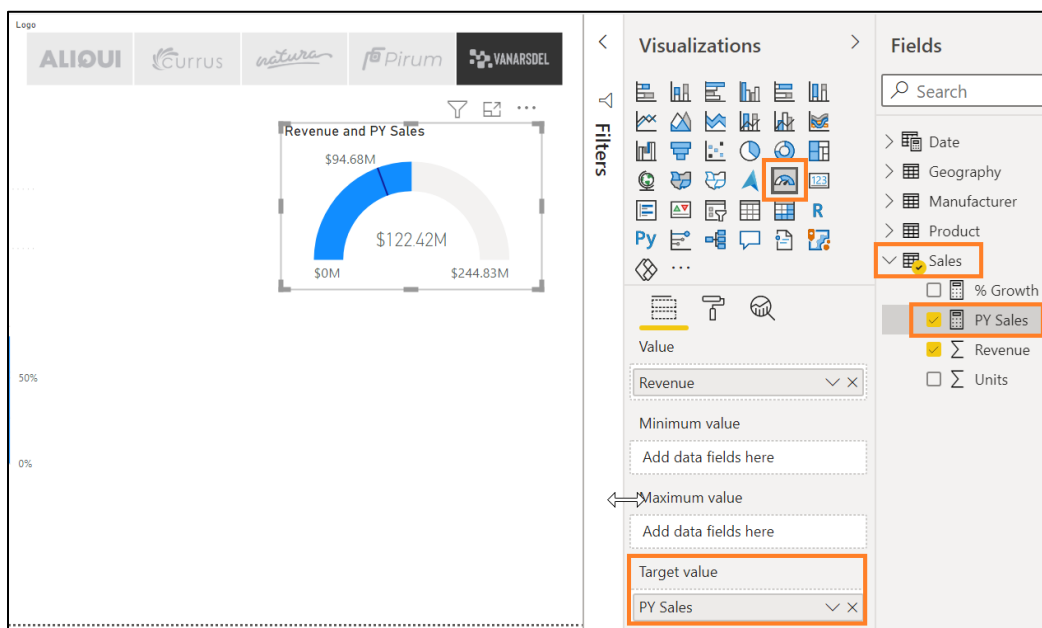 Logo
ALIQUI
Currus
natura
Pirum
VANARSDEL
Revenue and PY Sales
$94.68M
$122.42M
$0M
$244.83M
50%
0%
Filters
Visualizations
123
R
Py
Value
Revenue
Minimum value
Add data fields here
Maximum value
Add data fields here
Target value
PY Sales
Fields
Search
Date
Geography
Manufacturer
Product
Sales
% Growth
PY Sales
Revenue
Units